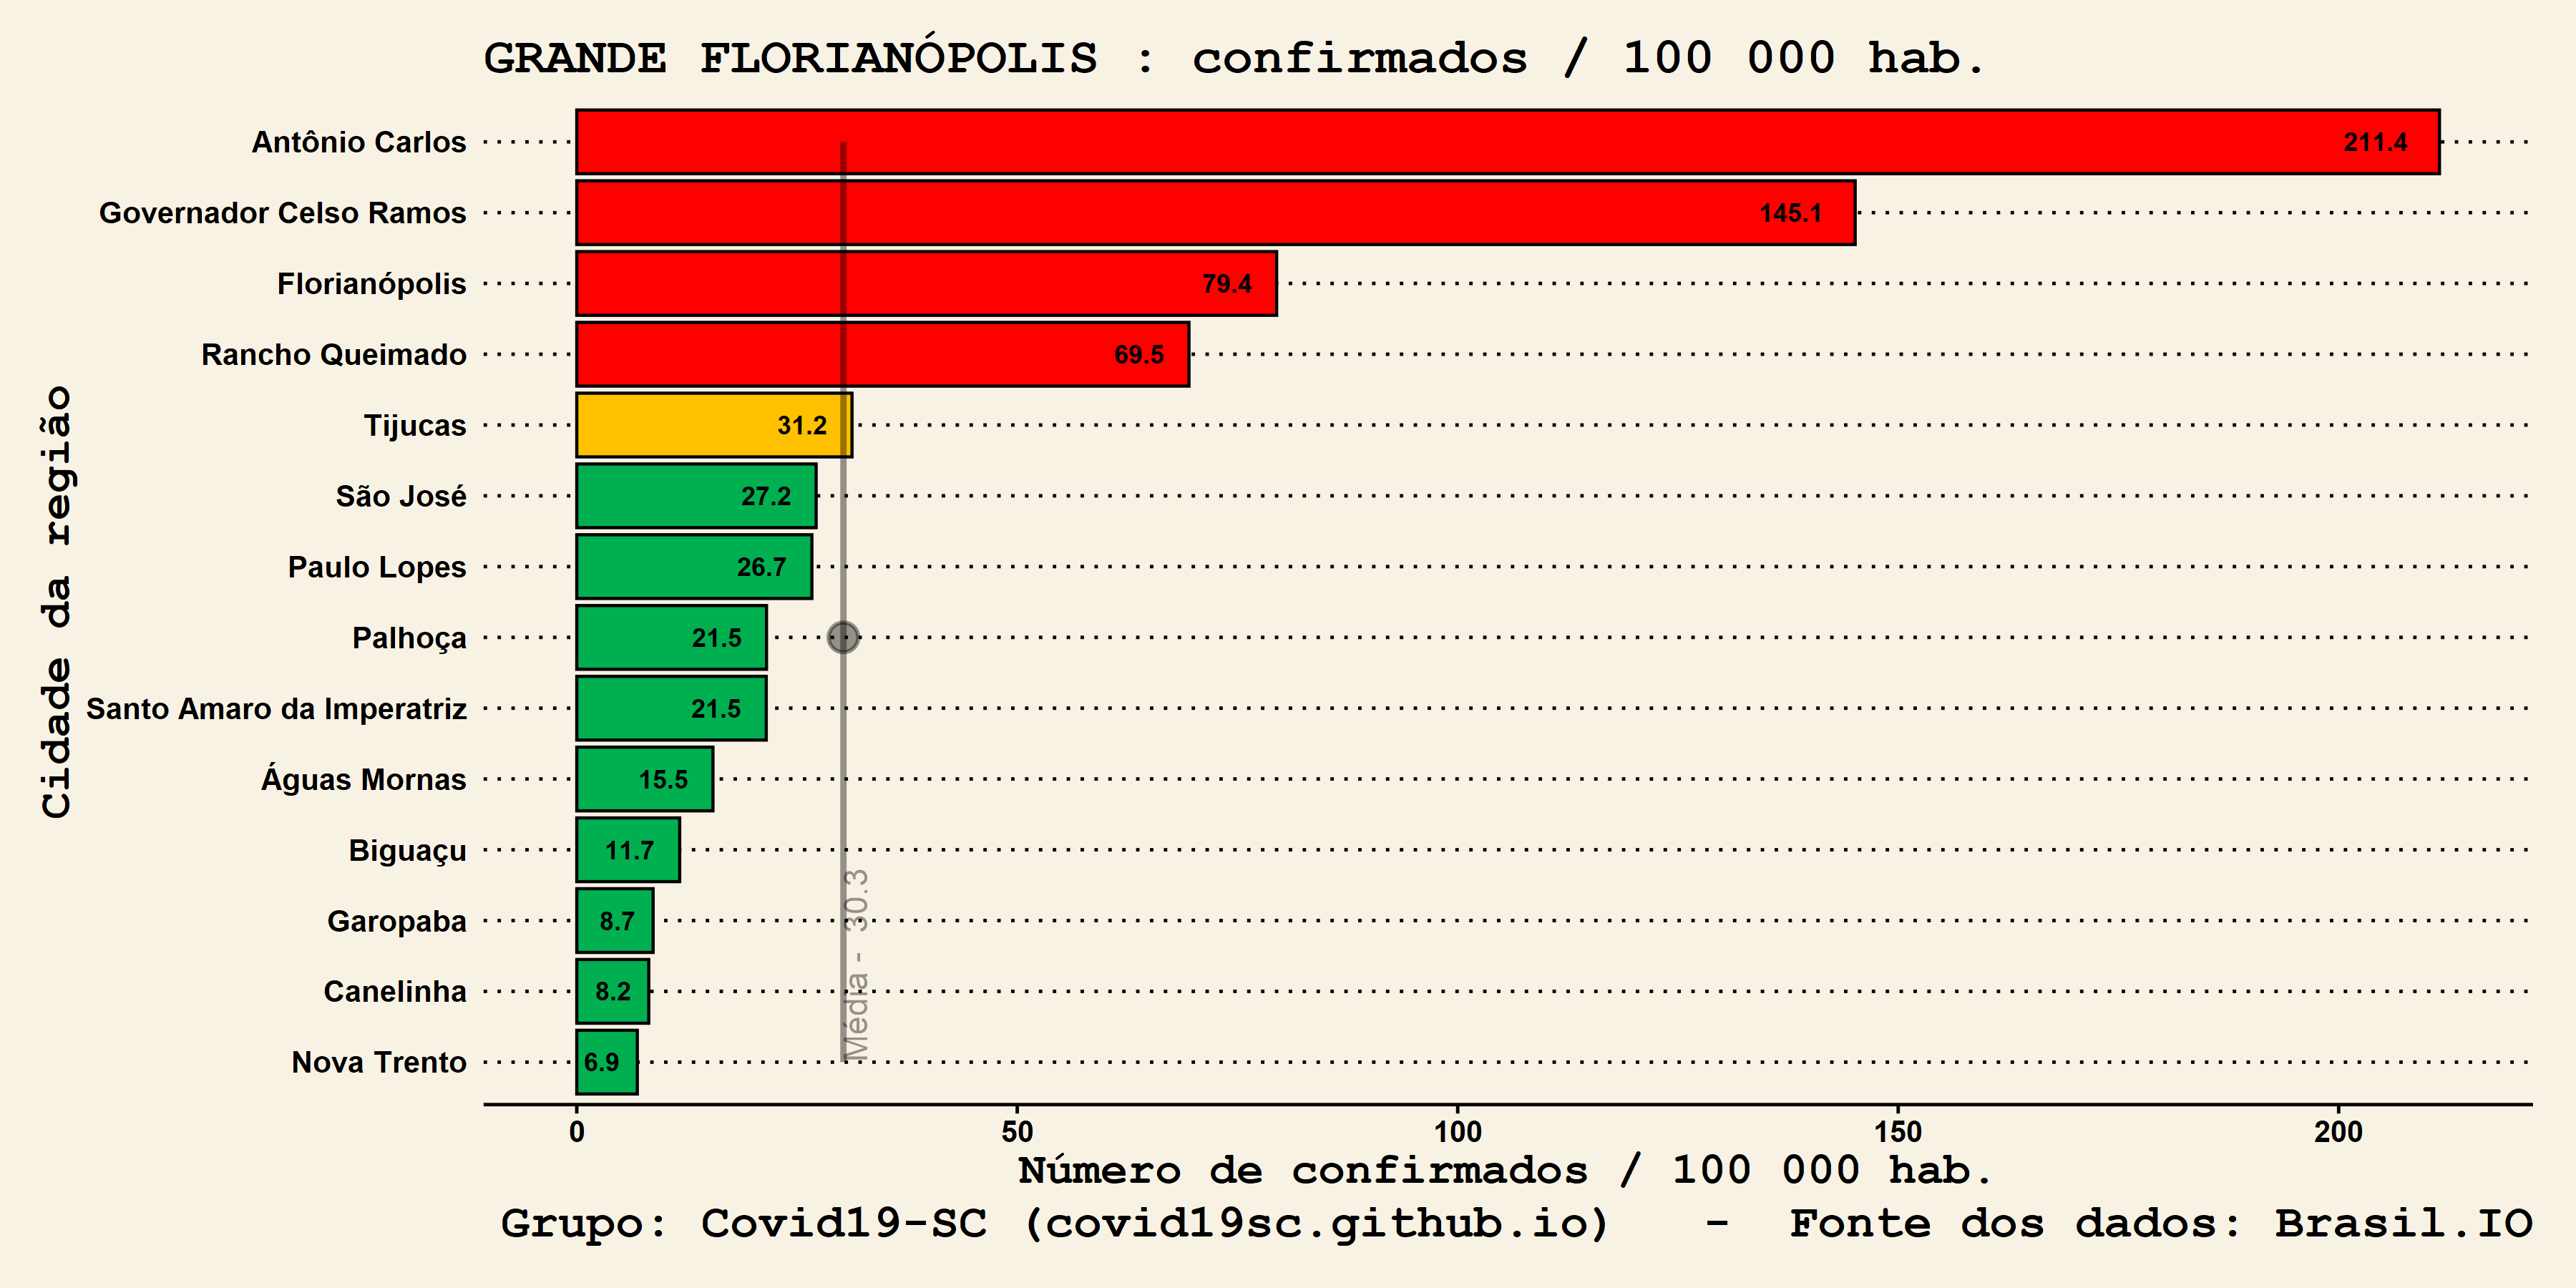 GRANDE FLORIANÓPOLIS : confirmados / 100 000 hab.
Cidade da região
Antônio Carlos 211.4
Governador Celso Ramos 145.1
Florianópolis 79.4
Rancho Queimado 69.5
Tijucas 31.2
São José 27.2
Paulo Lopes 26.7
Palhoça 21.5
Santo Amaro da Imperatriz 21.5
Águas Mornas 15.5
Biguaçu 11.7
Garopaba 8.7
Canelinha 8.2
Nova Trento 6.9
Média - 30.3
0 50 100 150 200
Número de confirmados / 100 000 hab.
Grupo: Covid19-SC (covid19sc.github.io) - Fonte dos dados: Brasil.IO